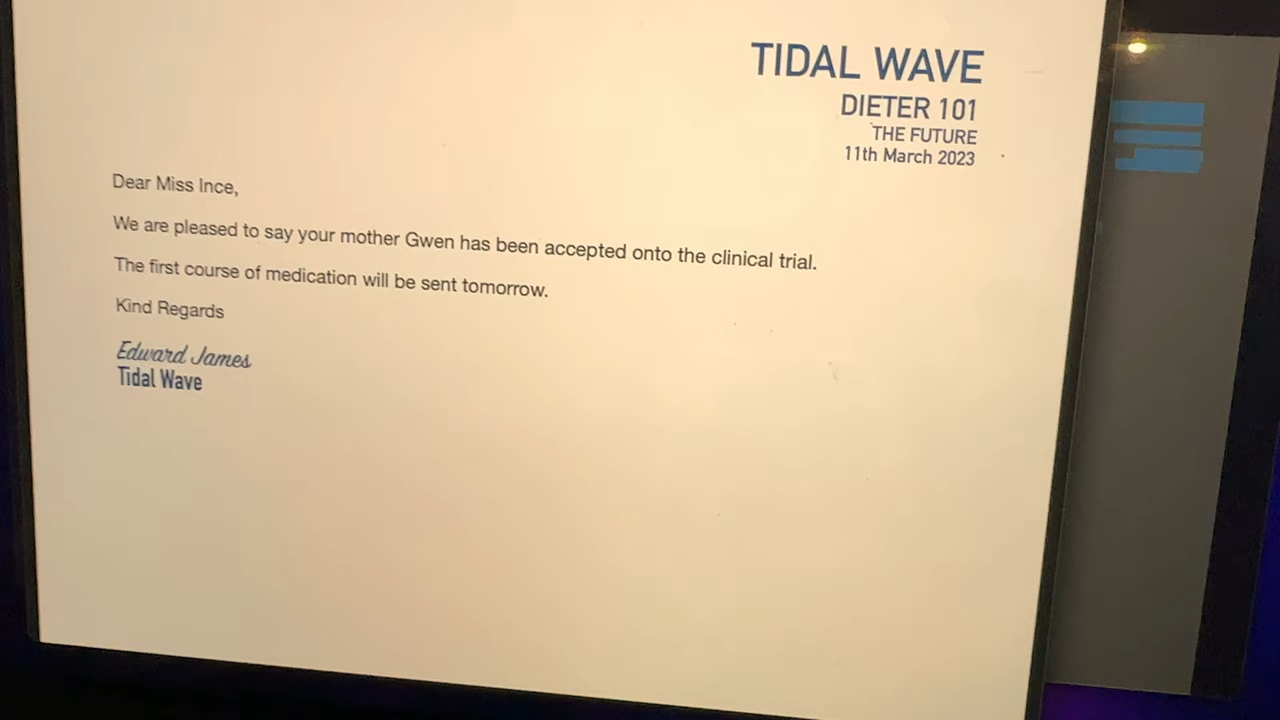 TIDAL WAVE
DIETER 101
THE FUTURE
11th March 2023
Dear Miss Ince,
We are pleased to say your mother Gwen has been accepted onto the clinical trial.
The first course of medication will be sent tomorrow.
Kind Regards
Edward James
Tidal Wave